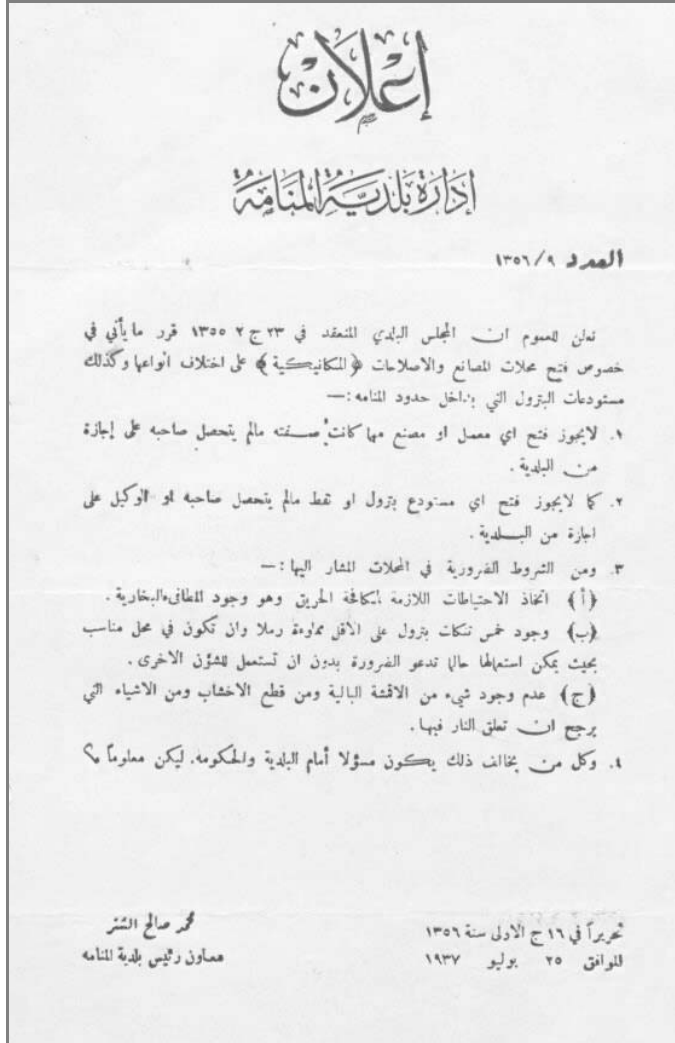 إعلان
إدارة بلدية المنامة
العدد ١٣٥٦/٩
نعلن للعموم ان المجلس البلدي المنعقد في ٢٣ ج ٢ ١٣٥٥ قرر ما يأتي في
خصوص فتح محلات المصانع والاصلاحات ﴿المكانيكية﴾ على اختلاف انواعها وكذلك
مستودعات البترول التي بداخل حدود المنامه :—
١. لايجوز فتح اي معمل او مصنع مهما كانت صفته مالم يتحصل صاحبه على إجازة
من البلدية .
٢. كما لايجوز فتح اي مستودع بترول او نفط مالم يتحصل صاحبه او الوكيل على
اجازة من البلدية .
٣. ومن الشروط الضرورية في المحلات المشار اليها :—
﴿أ﴾ اتخاذ الاحتياطات اللازمة لمكافحة الحريق وهو وجود المطافىء البخارية .
﴿ب﴾ وجود خمس تنكات بترول على الاقل مملوءة رملا وان تكون في محل مناسب
بحيث يمكن استعمالها حالما تدعو الضرورة بدون ان تستعمل للشؤن الاخرى .
﴿ج﴾ عدم وجود شيء من الاقمشة البالية ومن قطع الاخشاب ومن الاشياء التي
يرجح ان تعلق النار فيها .
٤. وكل من يخالف ذلك يكون مسؤلا أمام البلدية والحكومه. ليكن معلوماً
تحريراً في ١٦ ج الاولى سنة ١٣٥٦
للموافق ٢٥ يوليو ١٩٣٧
محمد صالح الشتر
معاون رئيس بلدية المنامه